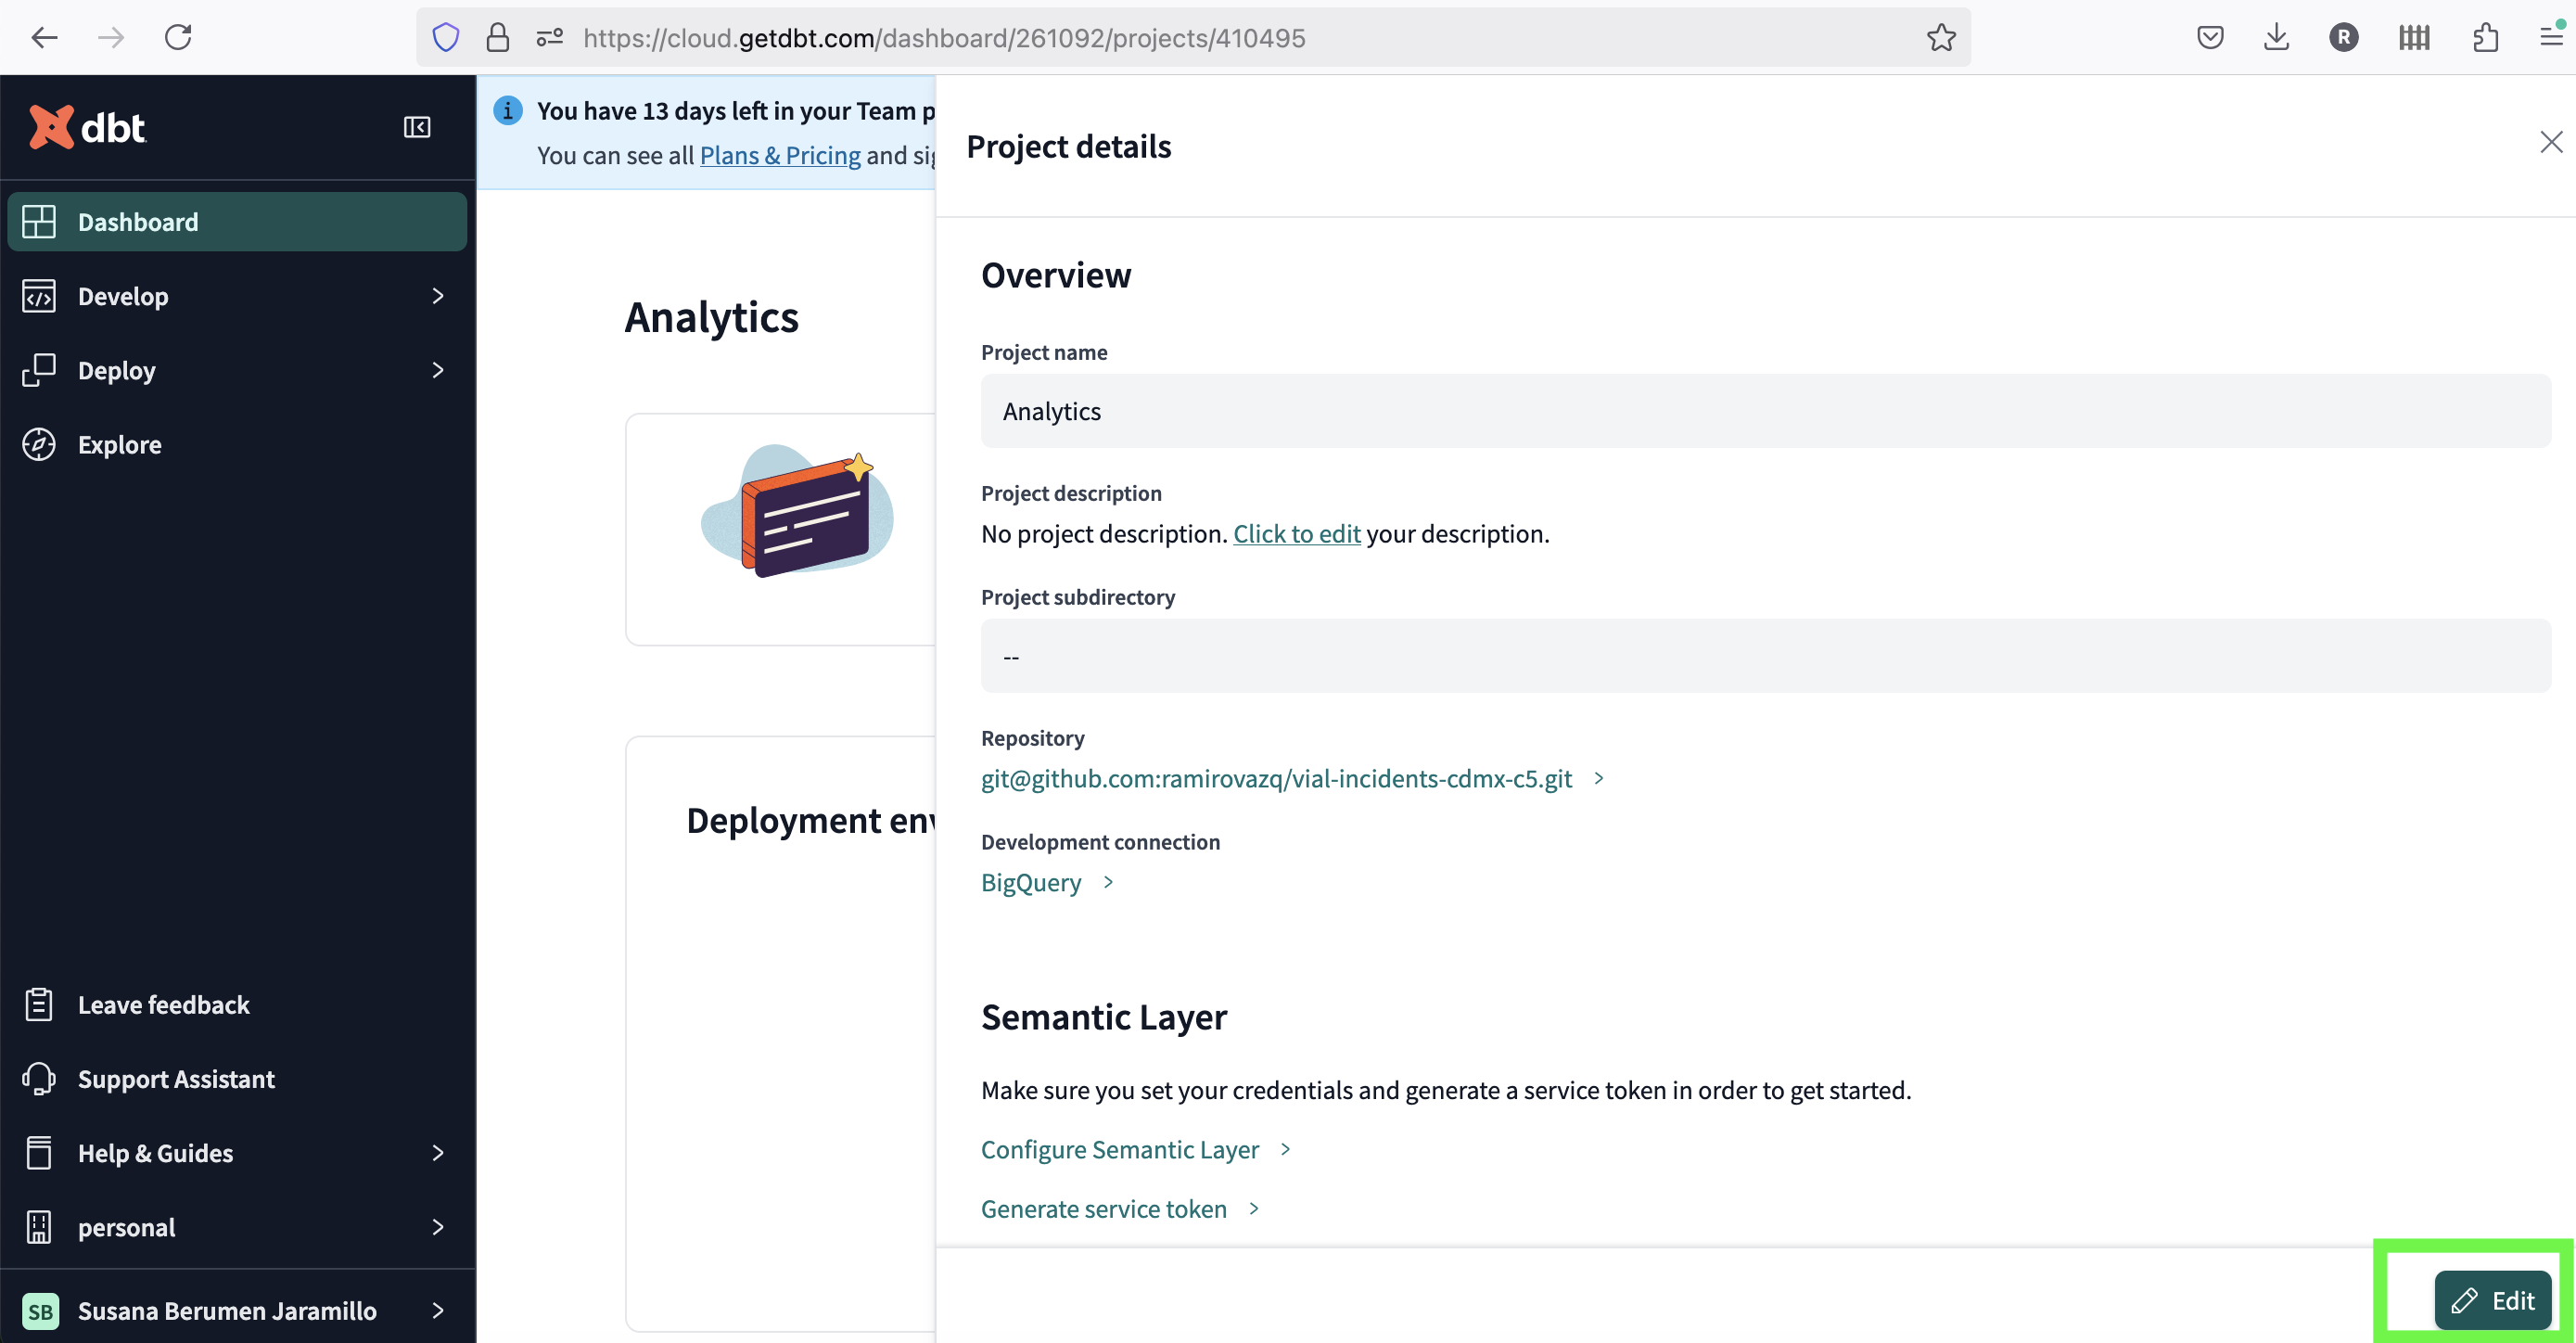 https://cloud.getdbt.com/dashboard/261092/projects/410495
R
dbt
Dashboard
Develop
Deploy
Explore
Leave feedback
Support Assistant
Help & Guides
personal
SB Susana Berumen Jaramillo
You have 13 days left in your Team p
You can see all Plans & Pricing and sig
Analytics
Deployment env
Project details
Overview
Project name
Analytics
Project description
No project description. Click to edit your description.
Project subdirectory
--
Repository
git@github.com:ramirovazq/vial-incidents-cdmx-c5.git
Development connection
BigQuery
Semantic Layer
Make sure you set your credentials and generate a service token in order to get started.
Configure Semantic Layer
Generate service token
Edit